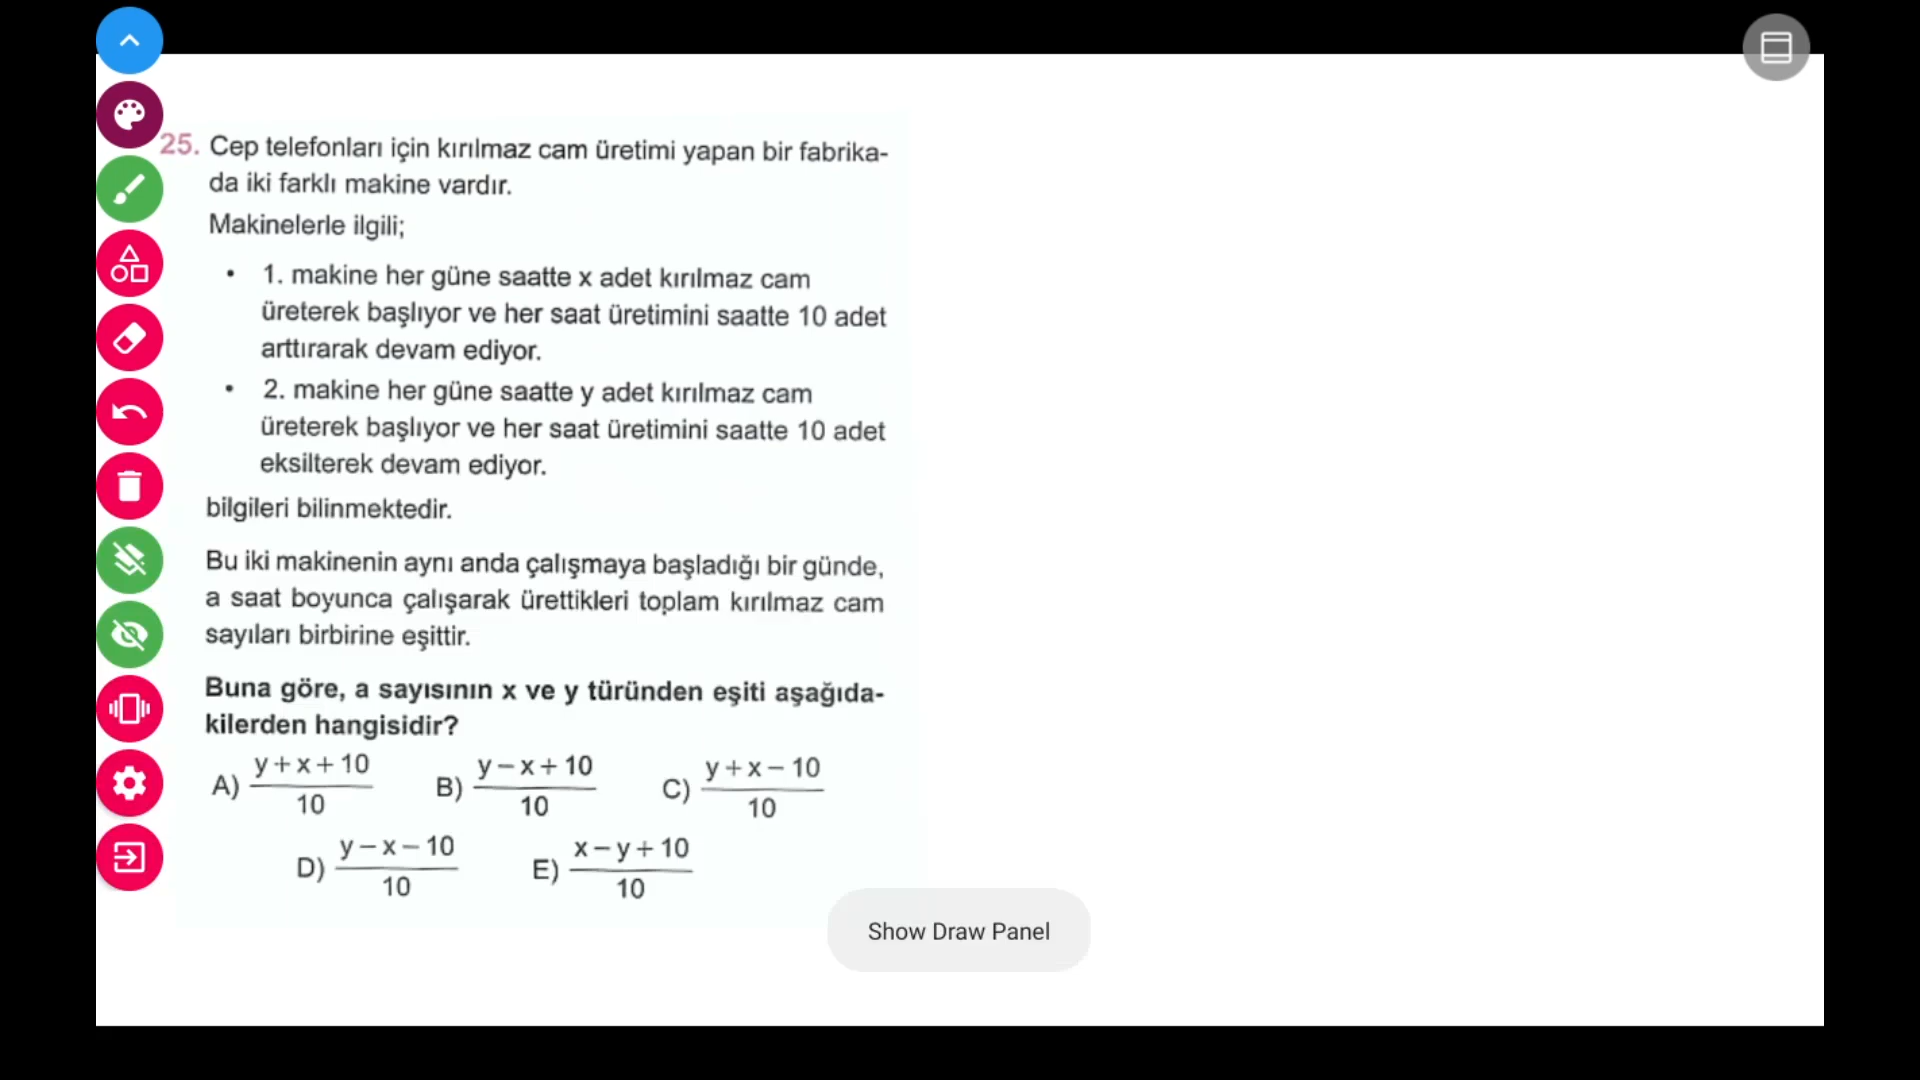 25. Cep telefonları için kırılmaz cam üretimi yapan bir fabrika-
da iki farklı makine vardır.
Makinelerle ilgili;
• 1. makine her güne saatte x adet kırılmaz cam
üreterek başlıyor ve her saat üretimini saatte 10 adet
arttırarak devam ediyor.
• 2. makine her güne saatte y adet kırılmaz cam
üreterek başlıyor ve her saat üretimini saatte 10 adet
eksilterek devam ediyor.
bilgileri bilinmektedir.
Bu iki makinenin aynı anda çalışmaya başladığı bir günde,
a saat boyunca çalışarak ürettikleri toplam kırılmaz cam
sayıları birbirine eşittir.
Buna göre, a sayısının x ve y türünden eşiti aşağıda-
kilerden hangisidir?
A) (y + x + 10)/10 B) (y - x + 10)/10 C) (y + x - 10)/10
D) (y - x - 10)/10 E) (x - y + 10)/10
Show Draw Panel